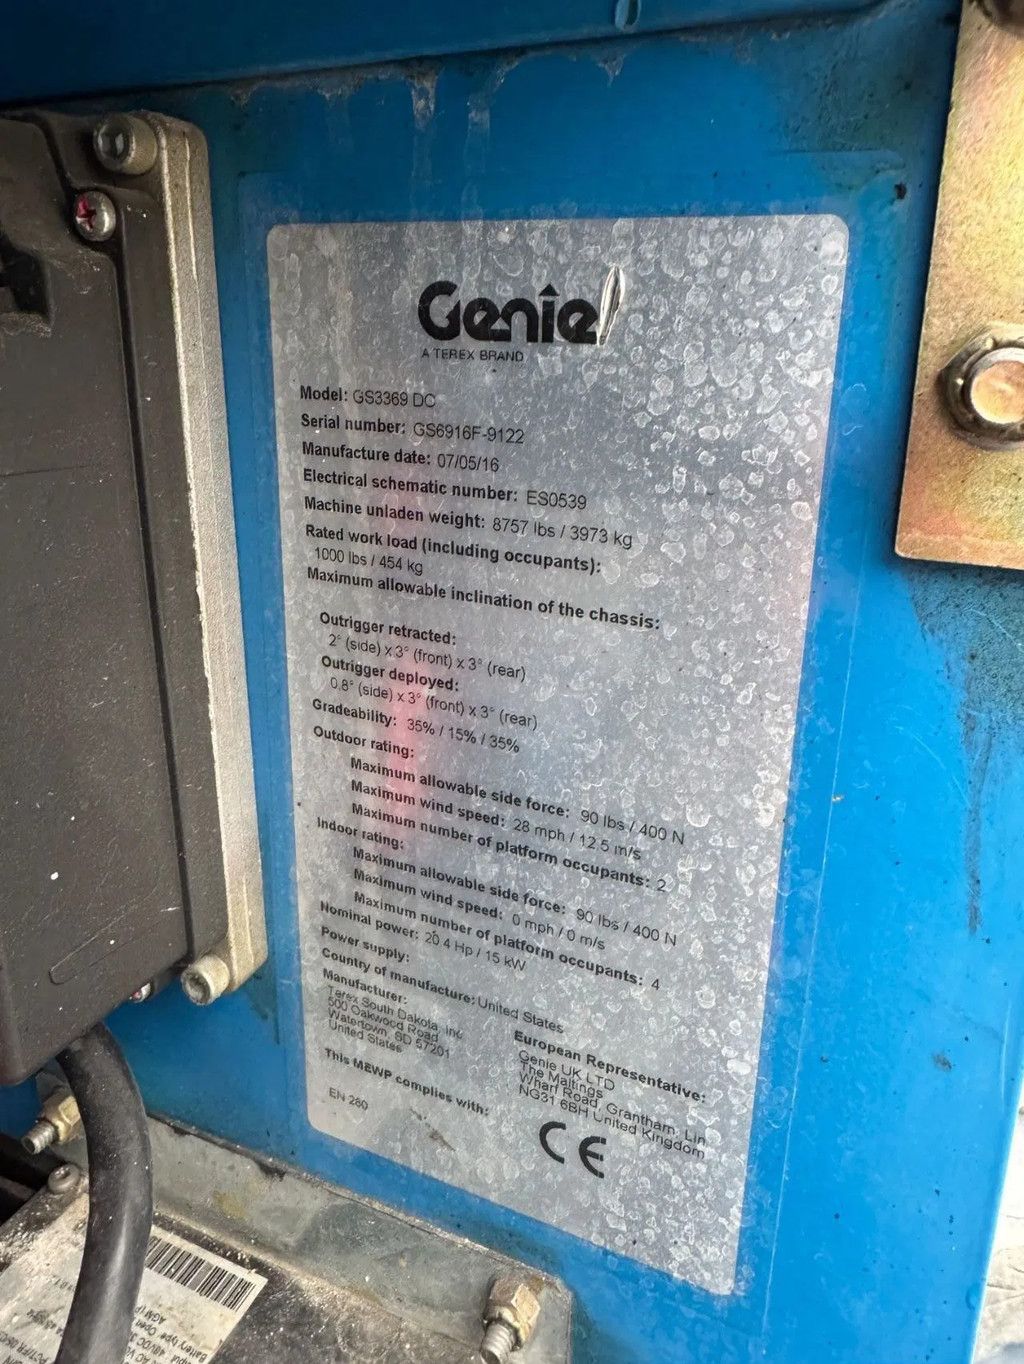 Genie
A TEREX BRAND
Model: GS3369 DC
Serial number: GS6916F-9122
Manufacture date: 07/05/16
Electrical schematic number: ES0539
Machine unladen weight: 8757 lbs / 3973 kg
Rated work load (including occupants):
1000 lbs / 454 kg
Maximum allowable inclination of the chassis:
Outrigger retracted:
2° (side) x 3° (front) x 3° (rear)
Outrigger deployed:
0.8° (side) x 3° (front) x 3° (rear)
Gradeability: 35% / 15% / 35%
Outdoor rating:
Maximum allowable side force: 90 lbs / 400 N
Maximum wind speed: 28 mph / 12.5 m/s
Maximum number of platform occupants: 2
Indoor rating:
Maximum allowable side force: 90 lbs / 400 N
Maximum wind speed: 0 mph / 0 m/s
Maximum number of platform occupants: 4
Nominal power: 20.4 Hp / 15 kW
Power supply:
Country of manufacture: United States
Manufacturer:
Terex South Dakota, Inc
500 Oakwood Road
Watertown, SD 57201
United States
European Representative:
Genie UK LTD
The Maltings
Wharf Road, Grantham, Lin
NG31 6BH United Kingdom
This MEWP complies with:
EN 280
CE
Battery type: Open
AGM
48VDC